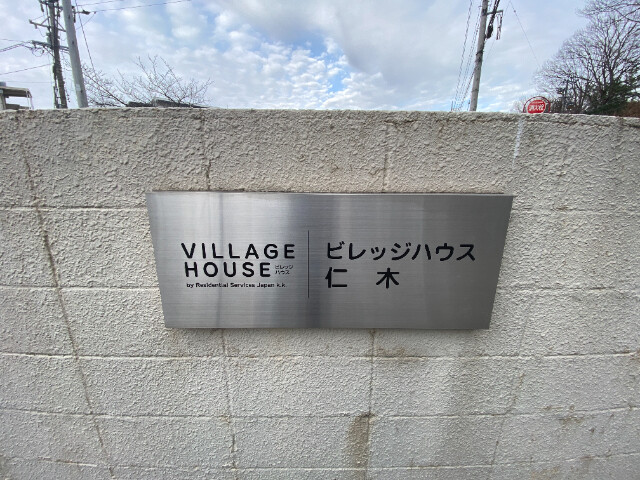 VILLAGE
HOUSE ビレッジ
ハウス
by Residential Services Japan k.k.
ビレッジハウス
仁 木